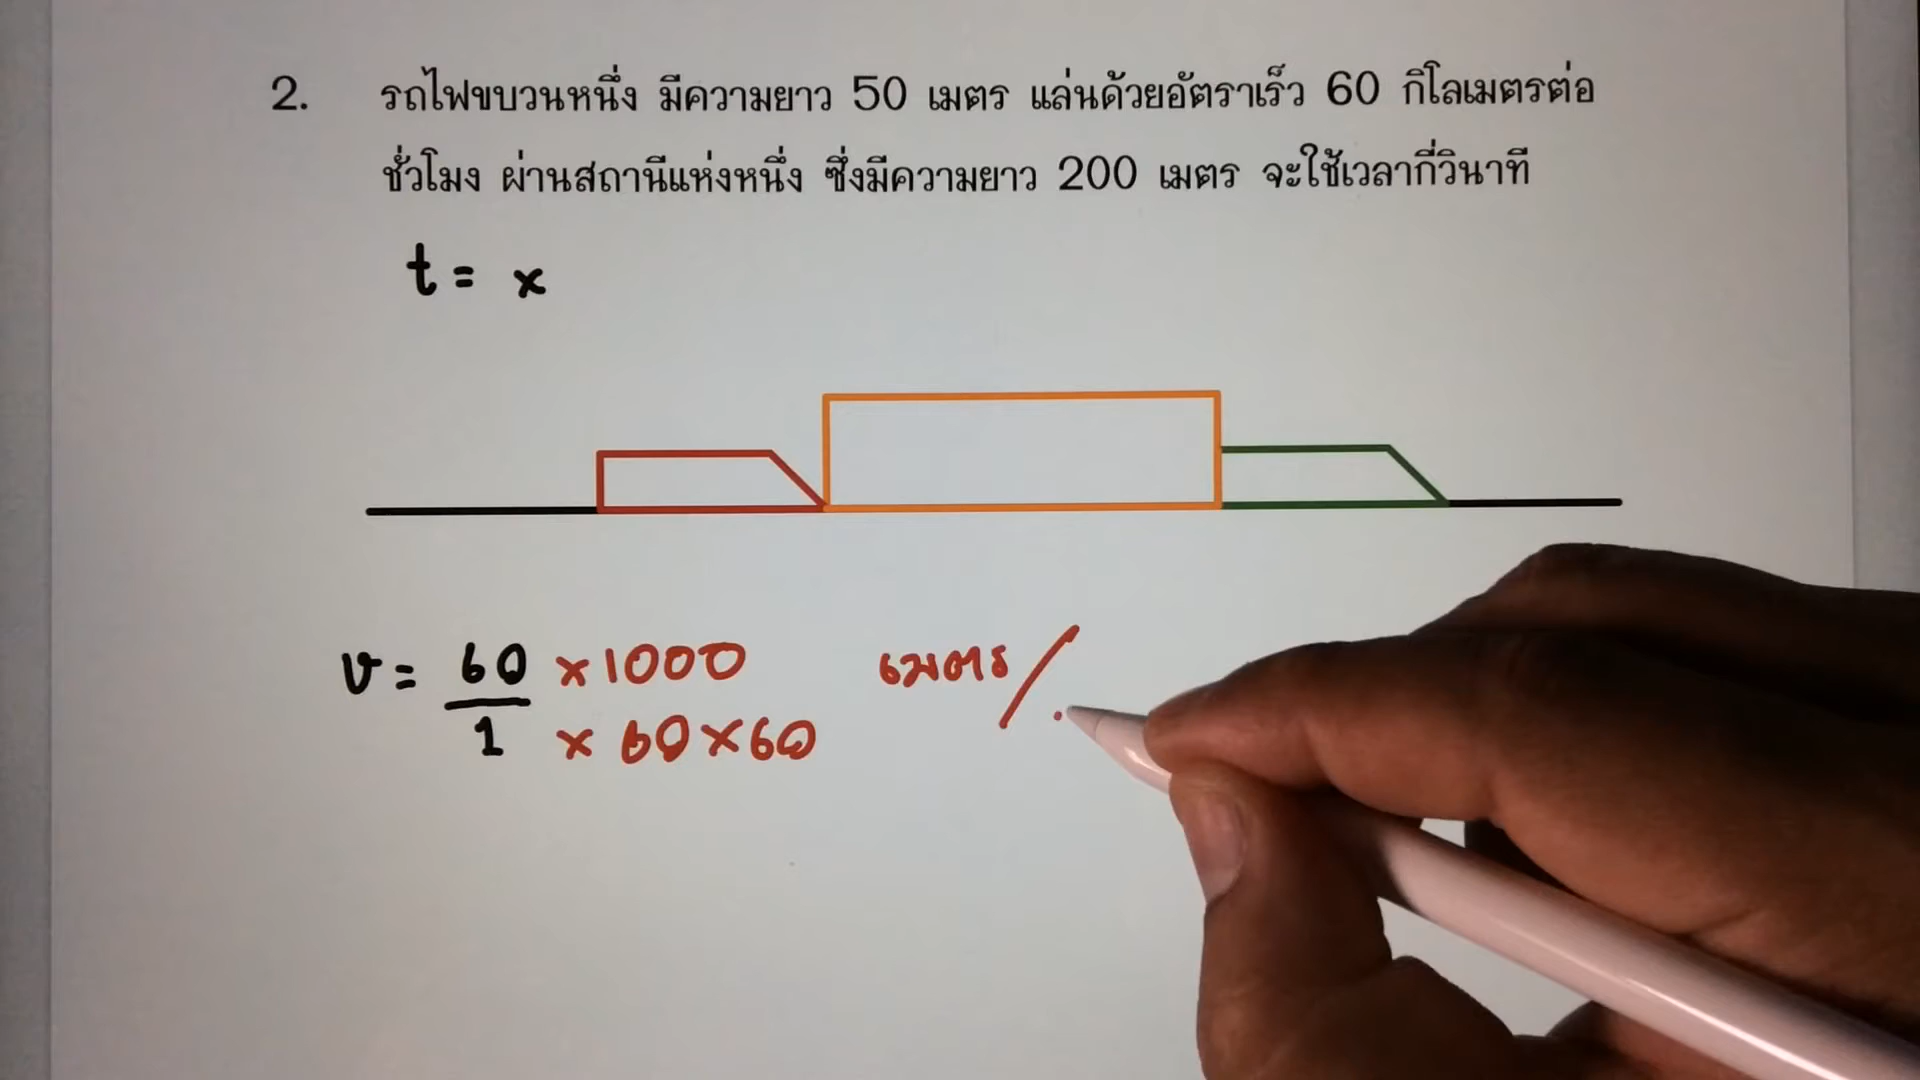 2. รถไฟขบวนหนึ่ง มีความยาว 50 เมตร แล่นด้วยอัตราเร็ว 60 กิโลเมตรต่อ
ชั่วโมง ผ่านสถานีแห่งหนึ่ง ซึ่งมีความยาว 200 เมตร จะใช้เวลากี่วินาที
t = x
v = 60 × 1000 เมตร /
1 × 60 × 60